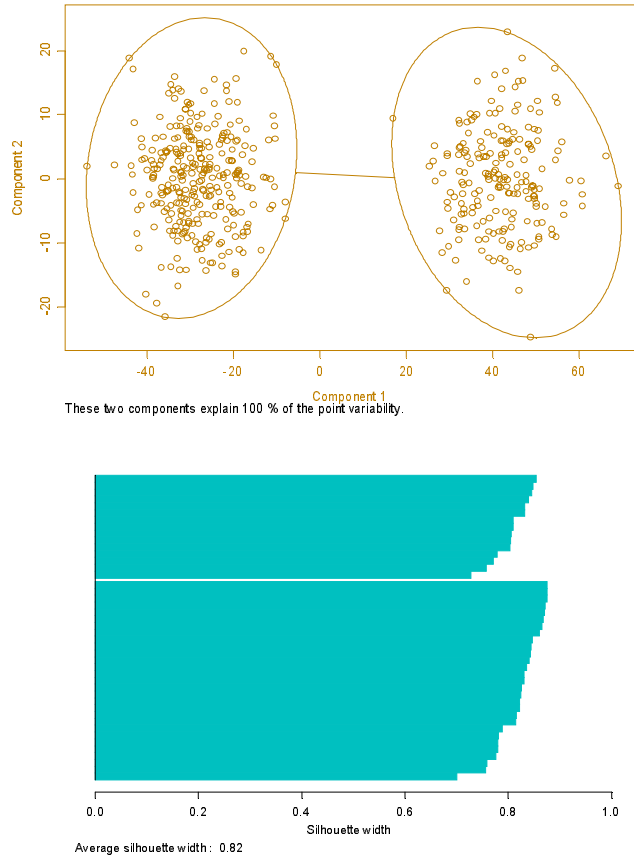 20
10
0
-10
-20
Component 2
-40 -20 0 20 40 60
Component 1
These two components explain 100 % of the point variability.
0.0 0.2 0.4 0.6 0.8 1.0
Silhouette width
Average silhouette width : 0.82